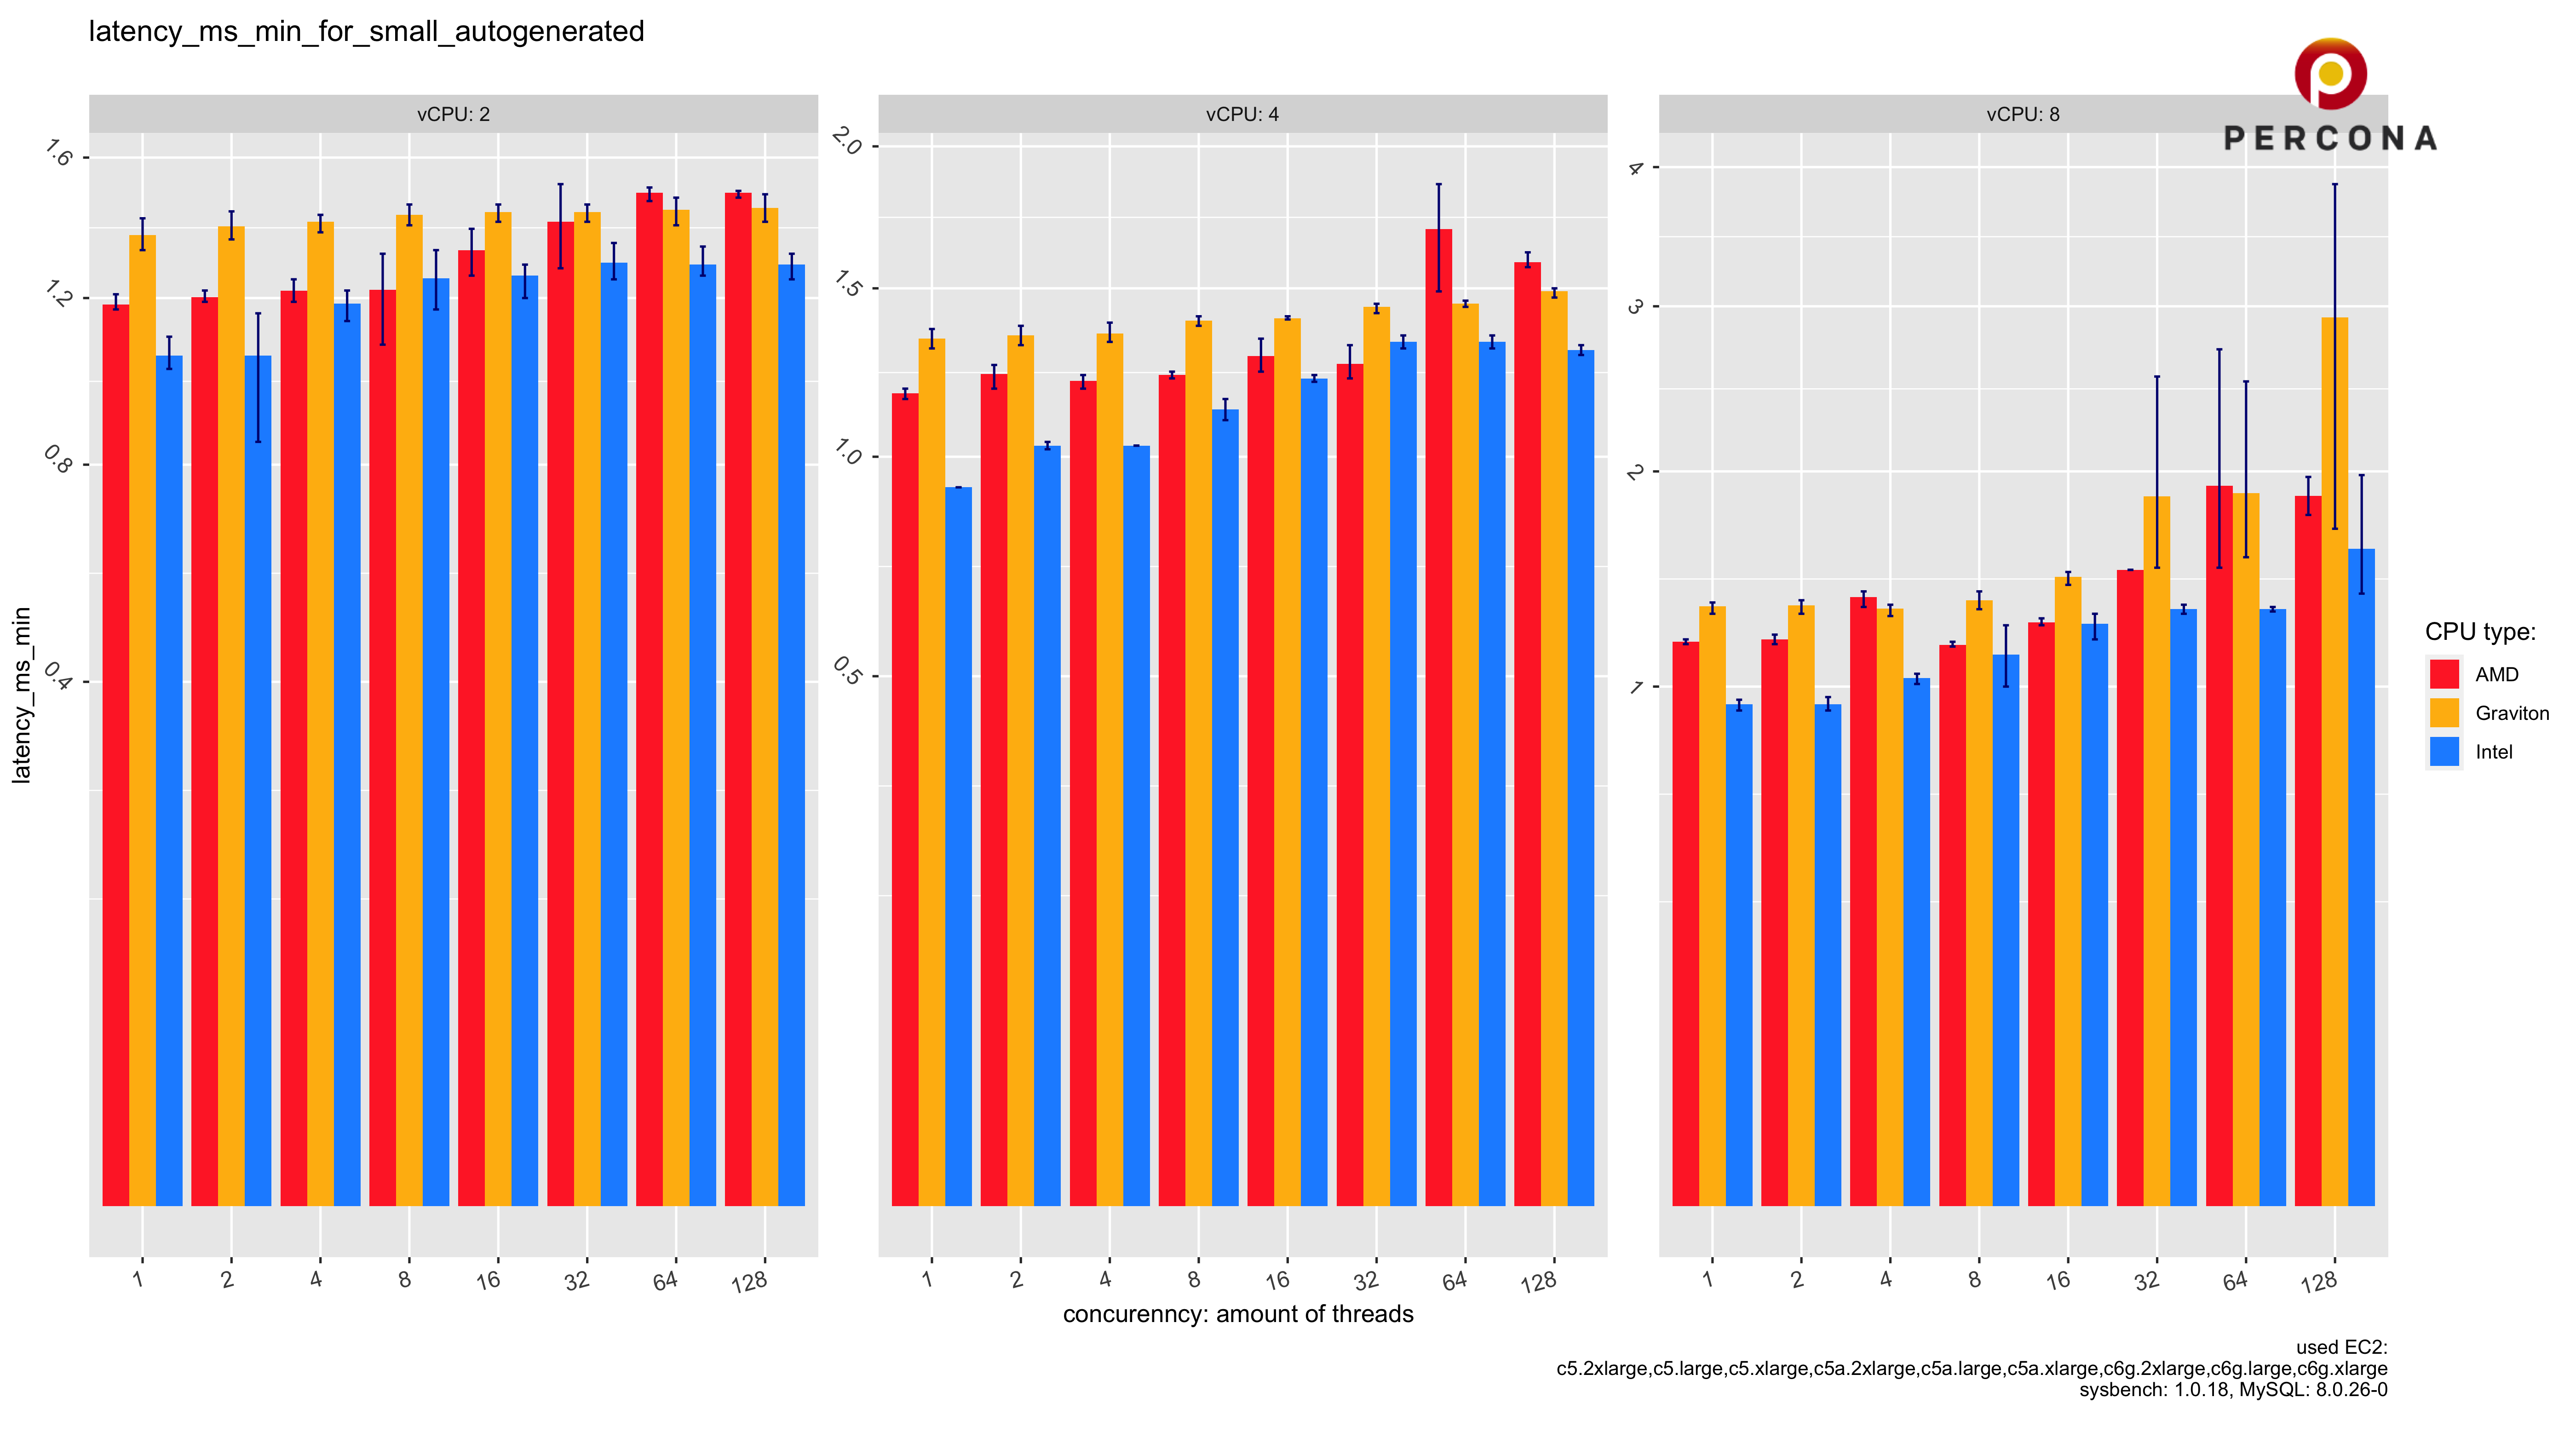 latency_ms_min_for_small_autogenerated
PERCONA
vCPU: 2
vCPU: 4
vCPU: 8
latency_ms_min
1.6
1.2
0.8
0.4
2.0
1.5
1.0
0.5
4
3
2
1
1 2 4 8 16 32 64 128
1 2 4 8 16 32 64 128
1 2 4 8 16 32 64 128
concurenncy: amount of threads
CPU type:
AMD
Graviton
Intel
used EC2:
c5.2xlarge,c5.large,c5.xlarge,c5a.2xlarge,c5a.large,c5a.xlarge,c6g.2xlarge,c6g.large,c6g.xlarge
sysbench: 1.0.18, MySQL: 8.0.26-0